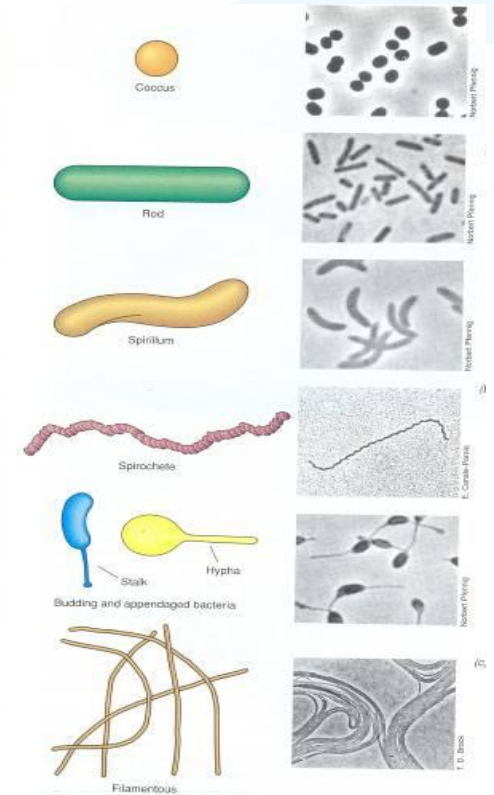 Coccus
Norbert Pfennig
Rod
Norbert Pfennig
Spirillum
Norbert Pfennig
Spirochete
Stalk
Hypha
Budding and appendaged bacteria
Norbert Pfennig
(c,
T. D. Brock
Filamentous